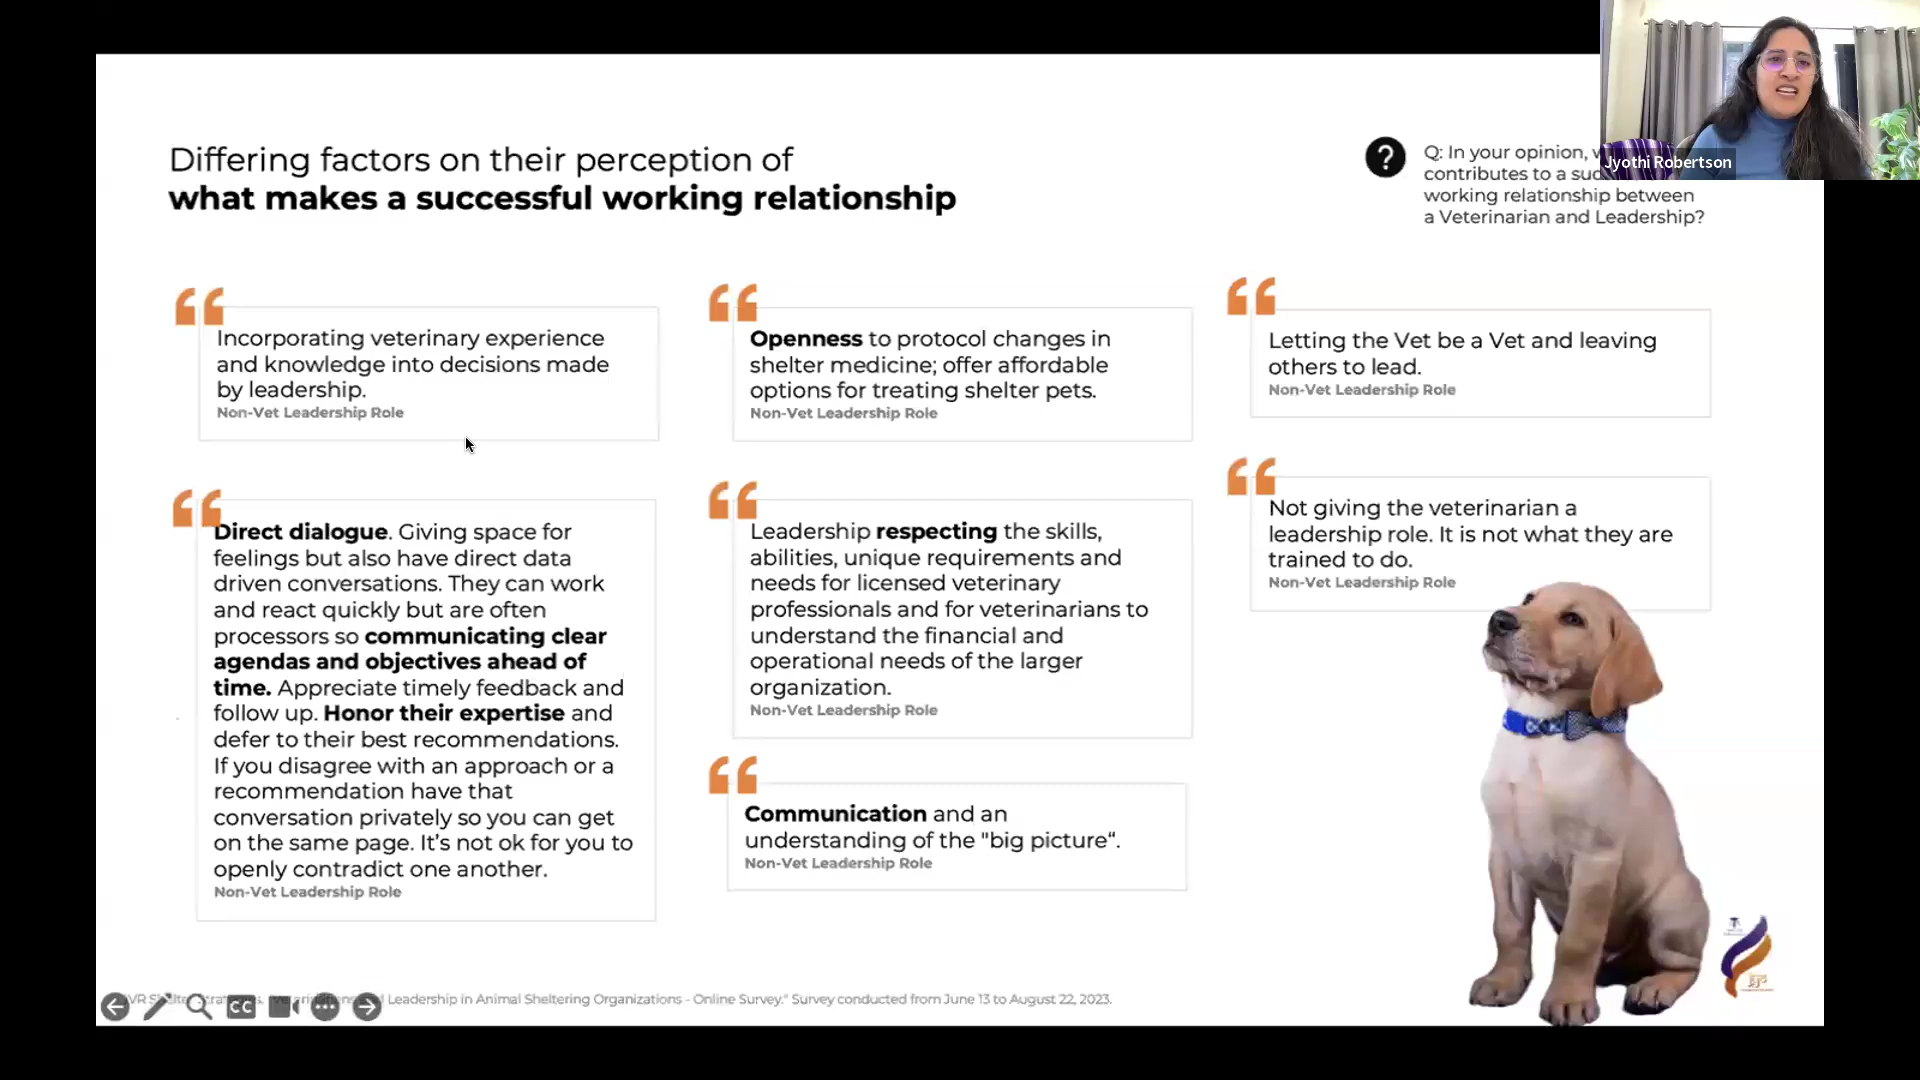 Differing factors on their perception of
what makes a successful working relationship
Q: In your opinion,
contributes to a
working relationship between
a Veterinarian and Leadership?
Jyothi Robertson
Incorporating veterinary experience
and knowledge into decisions made
by leadership.
Non-Vet Leadership Role
Openness to protocol changes in
shelter medicine; offer affordable
options for treating shelter pets.
Non-Vet Leadership Role
Letting the Vet be a Vet and leaving
others to lead.
Non-Vet Leadership Role
Direct dialogue. Giving space for
feelings but also have direct data
driven conversations. They can work
and react quickly but are often
processors so communicating clear
agendas and objectives ahead of
time. Appreciate timely feedback and
follow up. Honor their expertise and
defer to their best recommendations.
If you disagree with an approach or a
recommendation have that
conversation privately so you can get
on the same page. It’s not ok for you to
openly contradict one another.
Non-Vet Leadership Role
Leadership respecting the skills,
abilities, unique requirements and
needs for licensed veterinary
professionals and for veterinarians to
understand the financial and
operational needs of the larger
organization.
Non-Vet Leadership Role
Communication and an
understanding of the "big picture“.
Non-Vet Leadership Role
Not giving the veterinarian a
leadership role. It is not what they are
trained to do.
Non-Vet Leadership Role
Leadership in Animal Sheltering Organizations - Online Survey." Survey conducted from June 13 to August 22, 2023.
CC